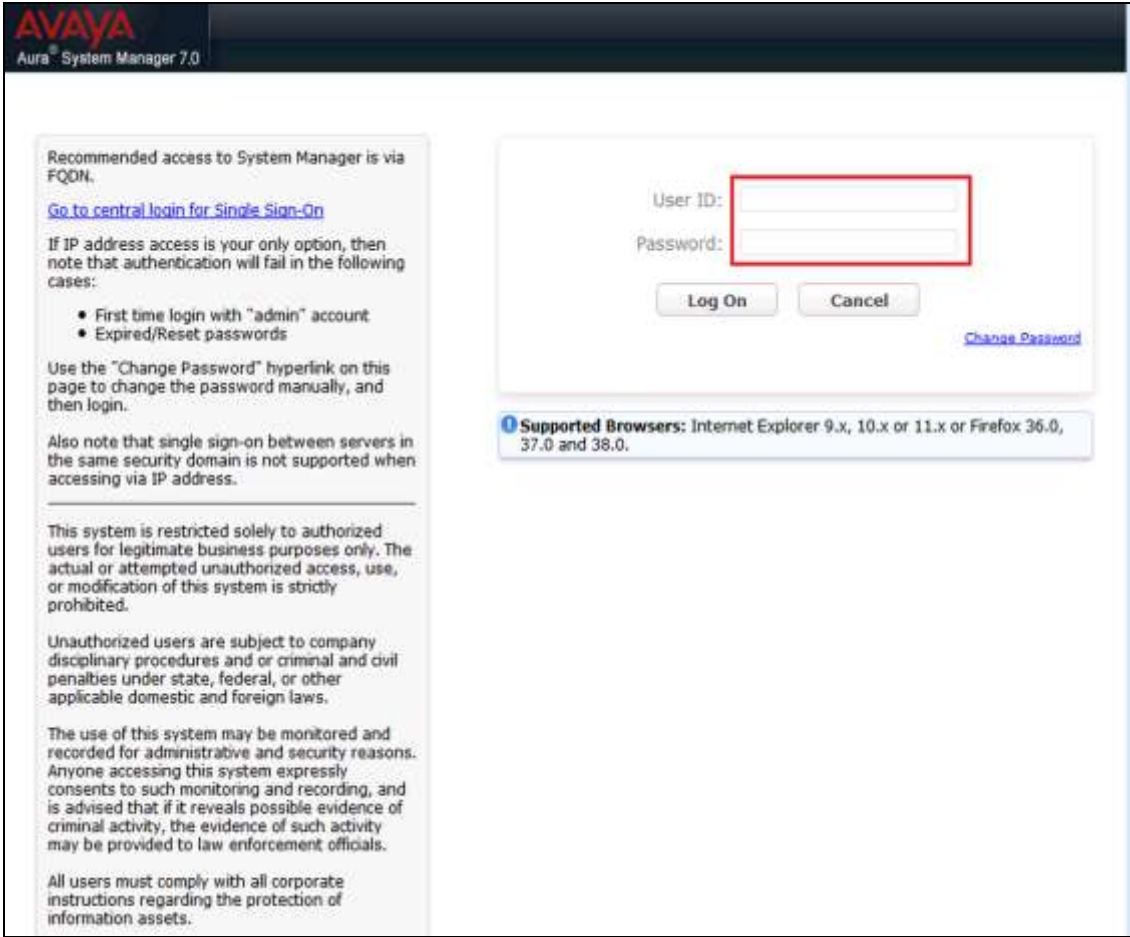 AVAYA
Aura® System Manager 7.0
Recommended access to System Manager is via
FQDN.
Go to central login for Single Sign-On
If IP address access is your only option, then
note that authentication will fail in the following
cases:
• First time login with "admin" account
• Expired/Reset passwords
Use the "Change Password" hyperlink on this
page to change the password manually, and
then login.
Also note that single sign-on between servers in
the same security domain is not supported when
accessing via IP address.
This system is restricted solely to authorized
users for legitimate business purposes only. The
actual or attempted unauthorized access, use,
or modification of this system is strictly
prohibited.
Unauthorized users are subject to company
disciplinary procedures and or criminal and civil
penalties under state, federal, or other
applicable domestic and foreign laws.
The use of this system may be monitored and
recorded for administrative and security reasons.
Anyone accessing this system expressly
consents to such monitoring and recording, and
is advised that if it reveals possible evidence of
criminal activity, the evidence of such activity
may be provided to law enforcement officials.
All users must comply with all corporate
instructions regarding the protection of
information assets.
User ID:
Password:
Log On Cancel
Change Password
Supported Browsers: Internet Explorer 9.x, 10.x or 11.x or Firefox 36.0,
37.0 and 38.0.